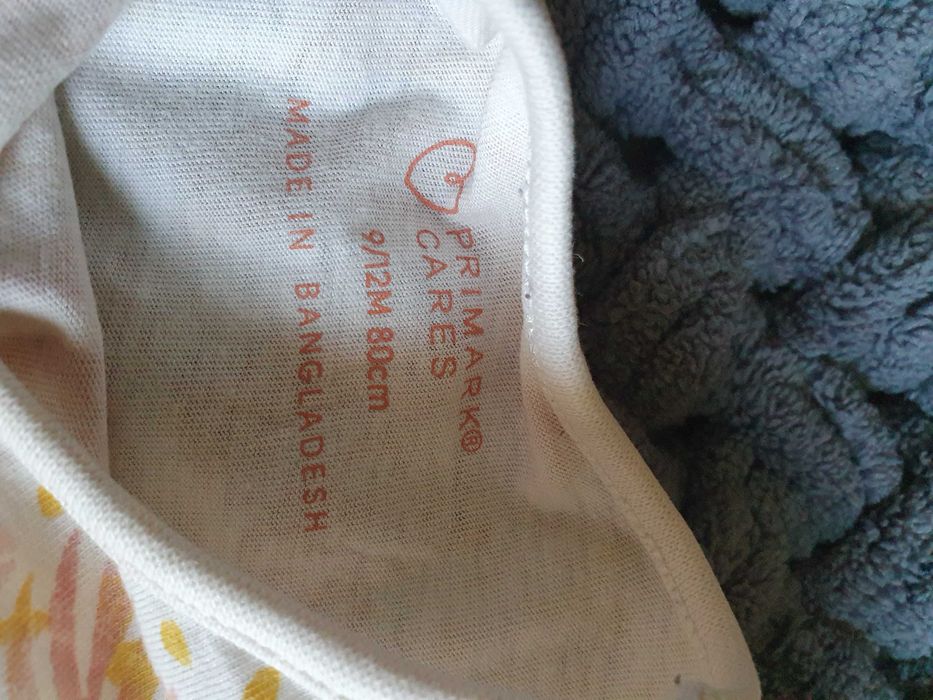 PRIMARK®
CARES
9/12M 80cm
MADE IN BANGLADESH